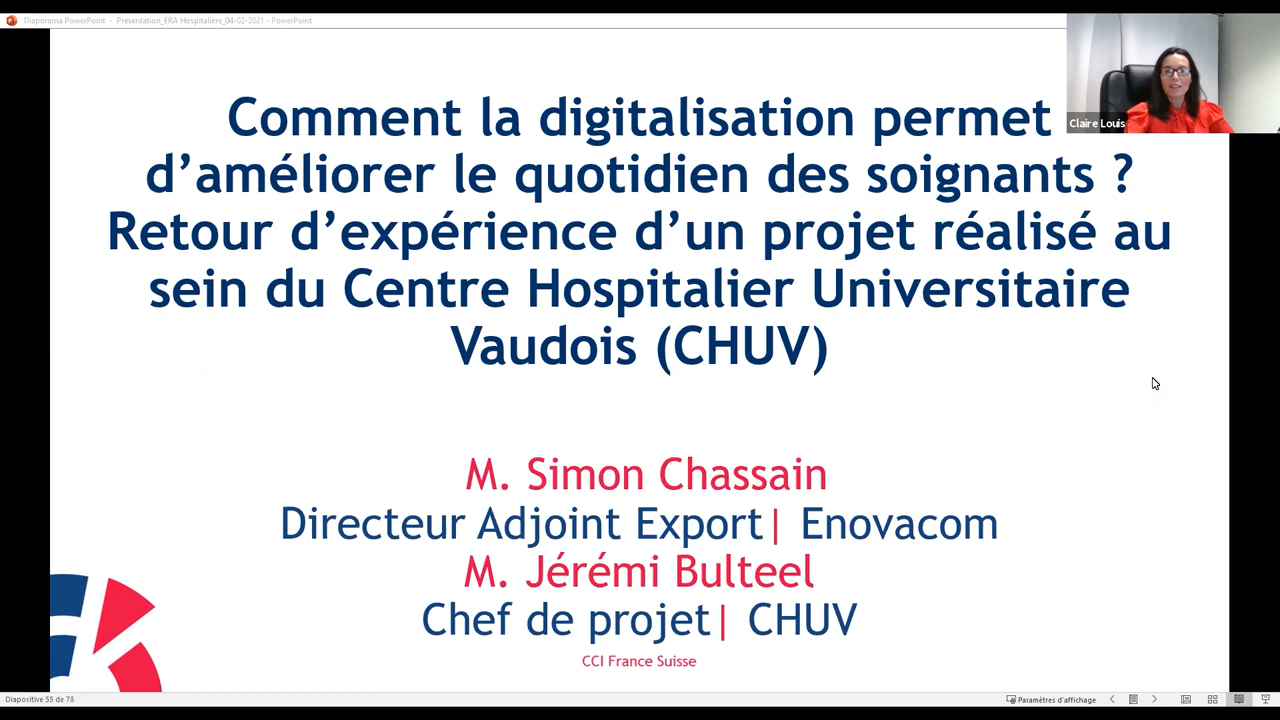 Diaporama PowerPoint - Présentation_ERA Hospitalière_04-02-2021 - PowerPoint
Claire Louis
Comment la digitalisation permet
d’améliorer le quotidien des soignants ?
Retour d’expérience d’un projet réalisé au
sein du Centre Hospitalier Universitaire
Vaudois (CHUV)
M. Simon Chassain
Directeur Adjoint Export| Enovacom
M. Jérémi Bulteel
Chef de projet| CHUV
CCI France Suisse
Diapositive 55 de 78
Paramètres d'affichage